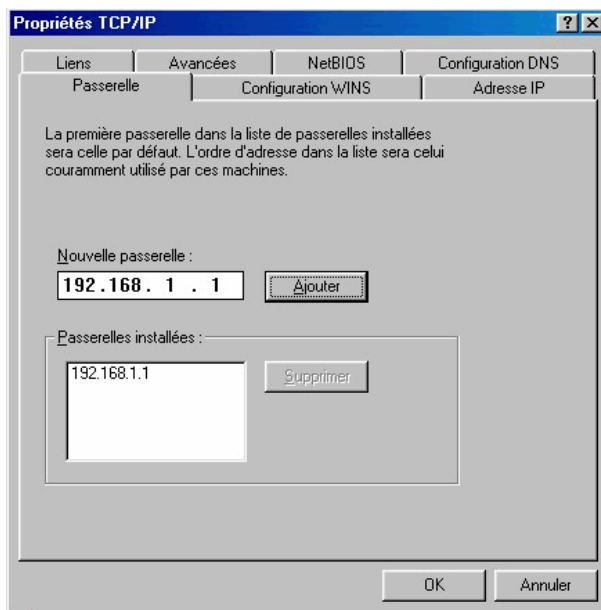 Propriétés TCP/IP
Liens
Avancées
NetBIOS
Configuration DNS
Passerelle
Configuration WINS
Adresse IP
La première passerelle dans la liste de passerelles installées
sera celle par défaut. L'ordre d'adresse dans la liste sera celui
couramment utilisé par ces machines.
Nouvelle passerelle :
192.168. 1 . 1
Ajouter
Passerelles installées :
192.168.1.1
Supprimer
OK
Annuler